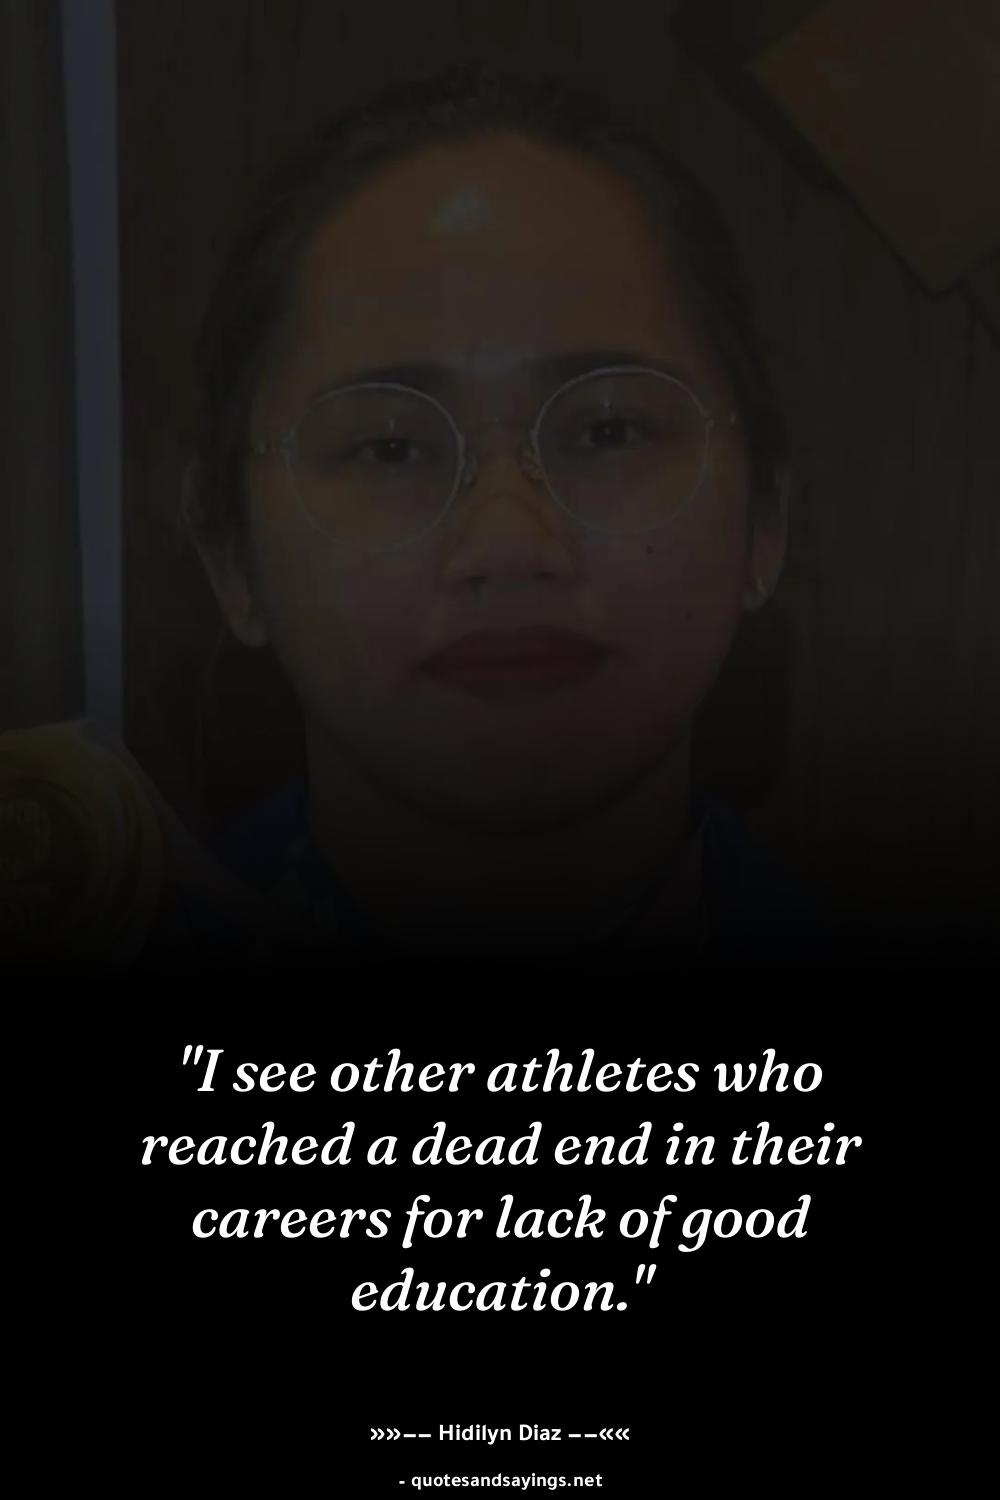 "I see other athletes who
reached a dead end in their
careers for lack of good
education."
»»−− Hidilyn Diaz −−««
- quotesandsayings.net